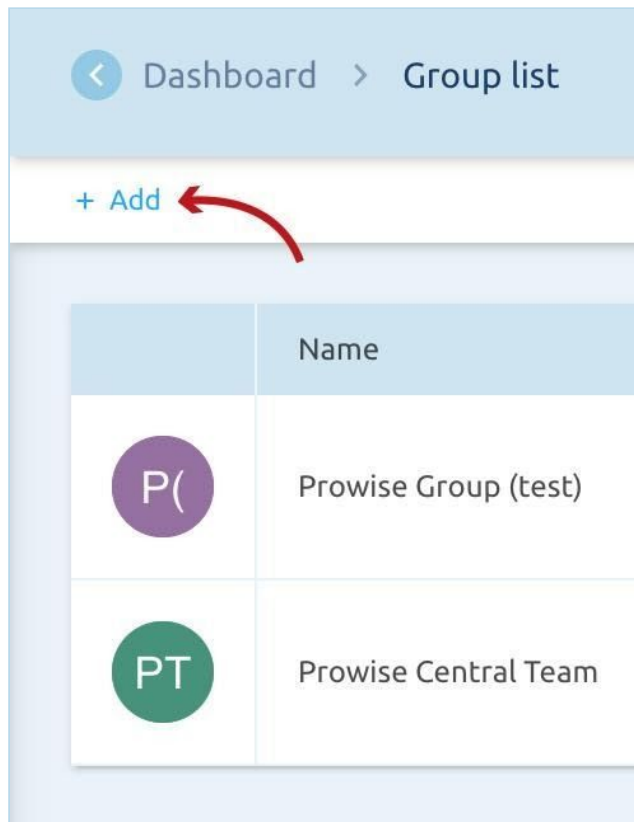 Dashboard > Group list
+ Add
Name
P( Prowise Group (test)
PT Prowise Central Team